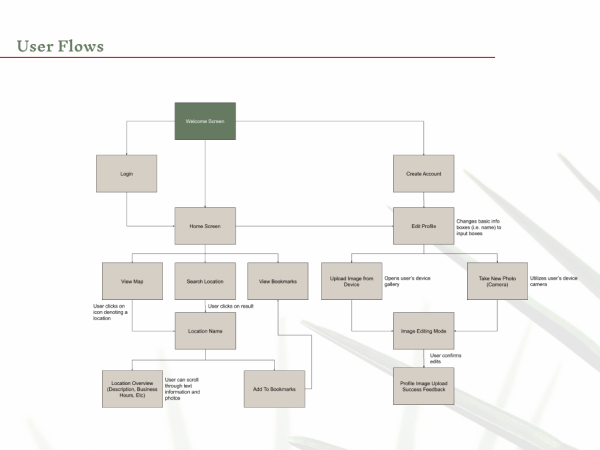 User Flows
Welcome Screen
Login
Create Account
Home Screen
Edit Profile
Changes basic info
boxes (i.e. name) to
input boxes
View Map
Search Location
View Bookmarks
Upload Image from
Device
Opens user's device
gallery
Take New Photo
(Camera)
Utilizes user's device
camera
User clicks on
icon denoting a
location
User clicks on result
Location Name
Image Editing Mode
User confirms
edits
Location Overview
(Description, Business
Hours, Etc)
User can scroll
through text
information and
photos
Add To Bookmarks
Profile Image Upload
Success Feedback